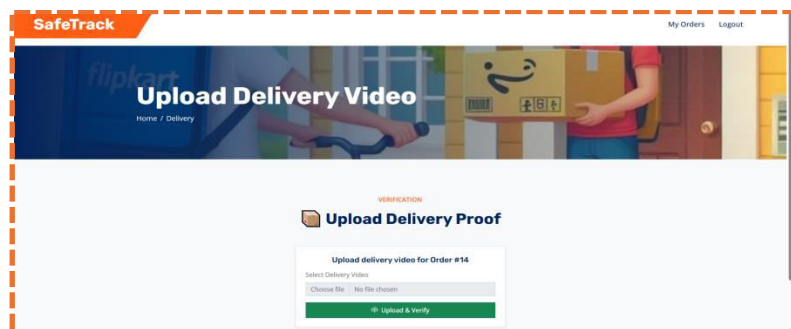 SafeTrack
My Orders Logout
flipkart
Upload Delivery Video
Home / Delivery
VERIFICATION
Upload Delivery Proof
Upload delivery video for Order #14
Select Delivery Video
Choose file No file chosen
Upload & Verify